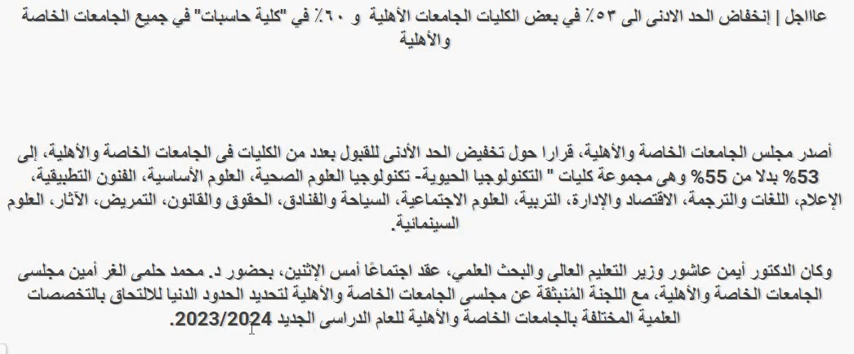 عاااجل | إنخفاض الحد الادنى الى ٥٣٪ في بعض الكليات الجامعات الأهلية و ٦٠٪ في "كلية حاسبات" في جميع الجامعات الخاصة
والأهلية
أصدر مجلس الجامعات الخاصة والأهلية، قرارا حول تخفيض الحد الأدنى للقبول بعدد من الكليات فى الجامعات الخاصة والأهلية، إلى
53% بدلا من 55% وهى مجموعة كليات " التكنولوجيا الحيوية- تكنولوجيا العلوم الصحية، العلوم الأساسية، الفنون التطبيقية،
الإعلام، اللغات والترجمة، الاقتصاد والإدارة، التربية، العلوم الاجتماعية، السياحة والفنادق، الحقوق والقانون، التمريض، الآثار، العلوم
السينمائية.
وكان الدكتور أيمن عاشور وزير التعليم العالى والبحث العلمي، عقد اجتماعًا أمس الإثنين، بحضور د. محمد حلمى الغر أمين مجلسى
الجامعات الخاصة والأهلية، مع اللجنة المُنبثقة عن مجلسى الجامعات الخاصة والأهلية لتحديد الحدود الدنيا للالتحاق بالتخصصات
العلمية المختلفة بالجامعات الخاصة والأهلية للعام الدراسى الجديد 2023/2024.